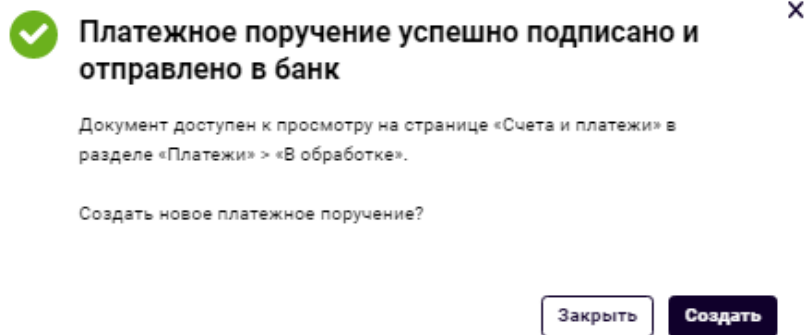 Платежное поручение успешно подписано и
отправлено в банк
Документ доступен к просмотру на странице «Счета и платежи» в
разделе «Платежи» > «В обработке».
Создать новое платежное поручение?
Закрыть
Создать